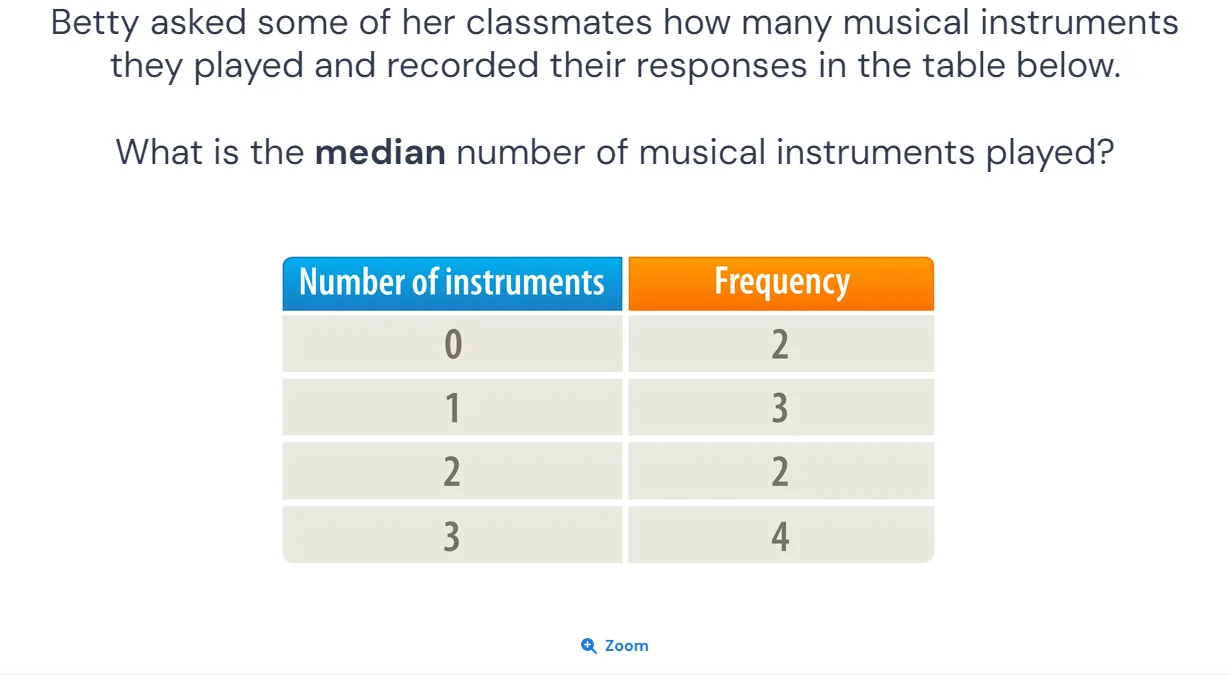 Betty asked some of her classmates how many musical instruments
they played and recorded their responses in the table below.
What is the median number of musical instruments played?
Number of instruments Frequency
0 2
1 3
2 2
3 4
Zoom